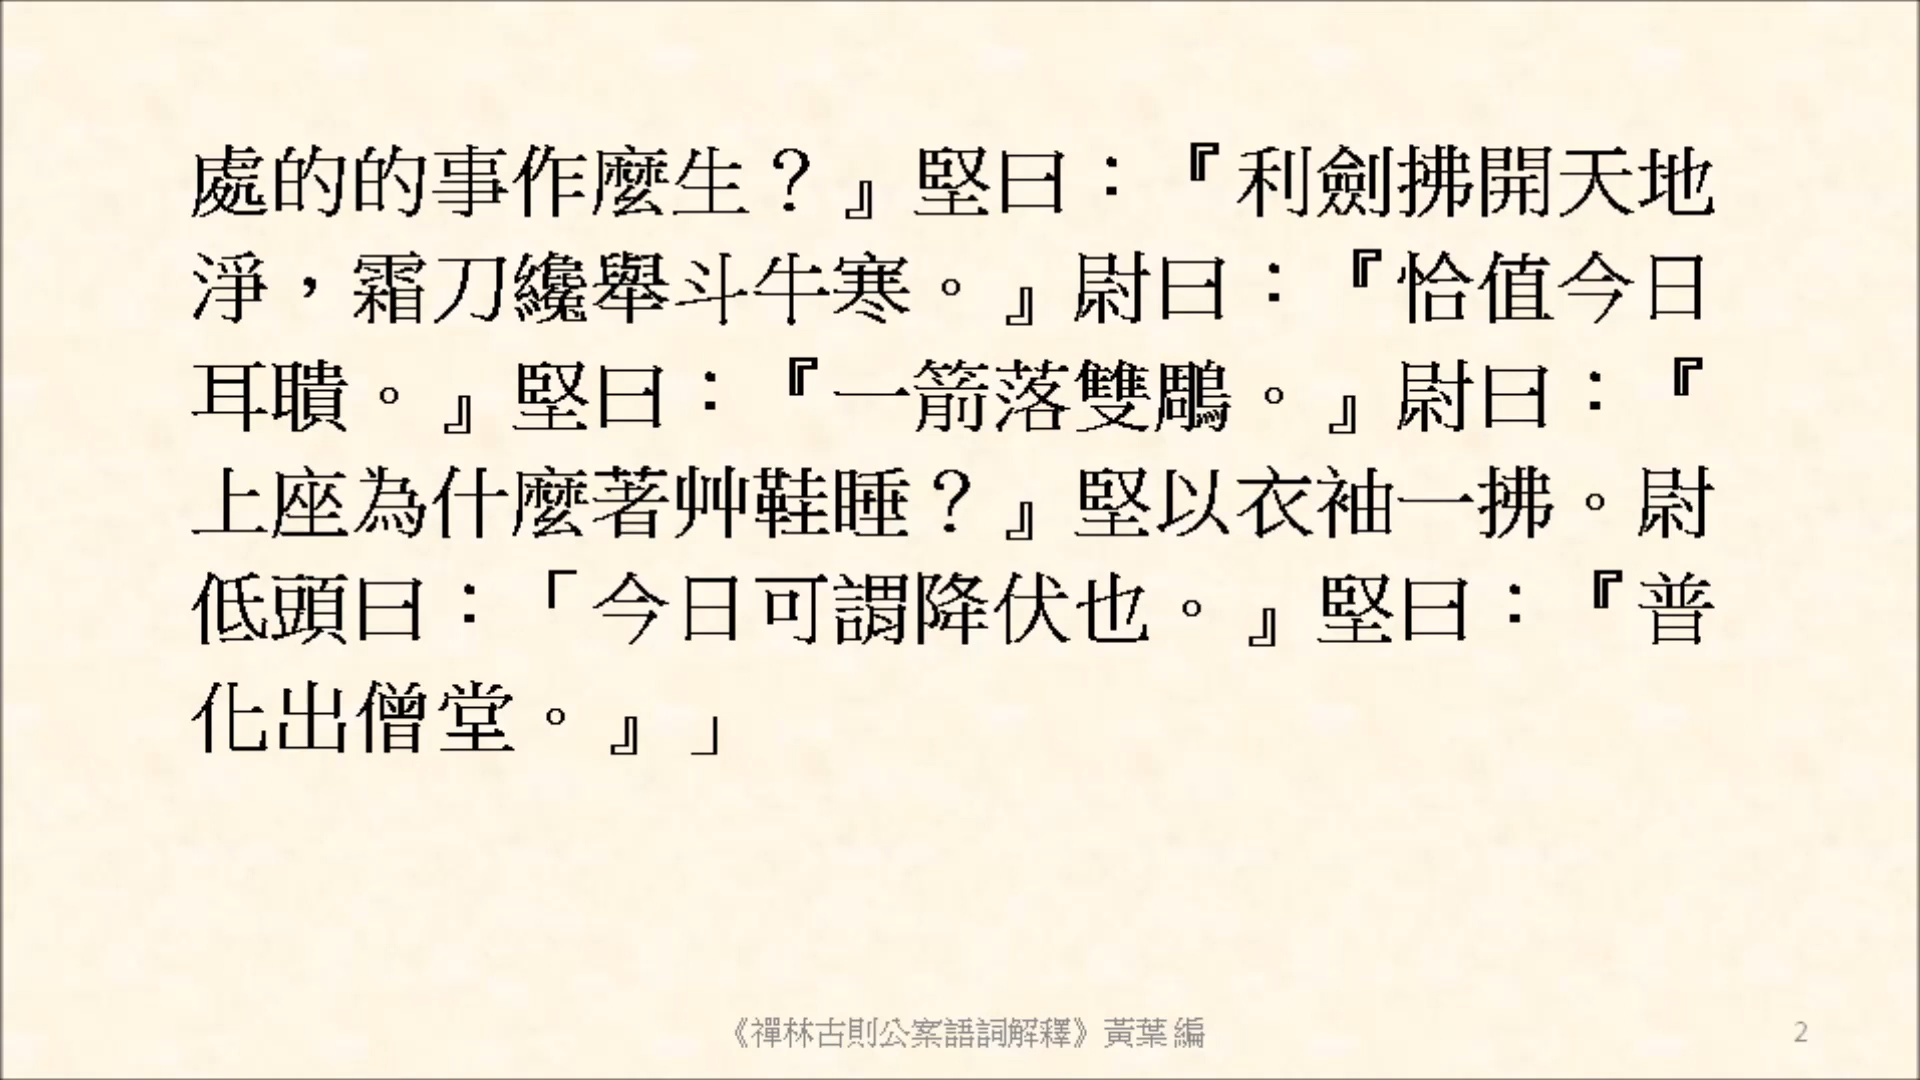 處的的事作麼生？』堅曰：『利劍拂開天地
淨，霜刀纔舉斗牛寒。』尉曰：『恰值今日
耳聵。』堅曰：『一箭落雙鵰。』尉曰：『
上座為什麼著艸鞋睡？』堅以衣袖一拂。尉
低頭曰：「今日可謂降伏也。』堅曰：『普
化出僧堂。』」
《禪林古則公案語詞解釋》黃葉 編
2